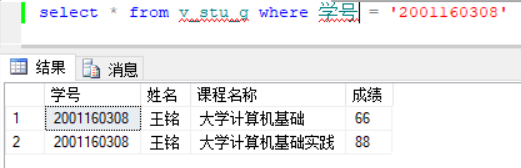 select * from v_stu_g where 学号 = '2001160308'
结果 消息
学号 姓名 课程名称 成绩
1 2001160308 王铭 大学计算机基础 66
2 2001160308 王铭 大学计算机基础实践 88